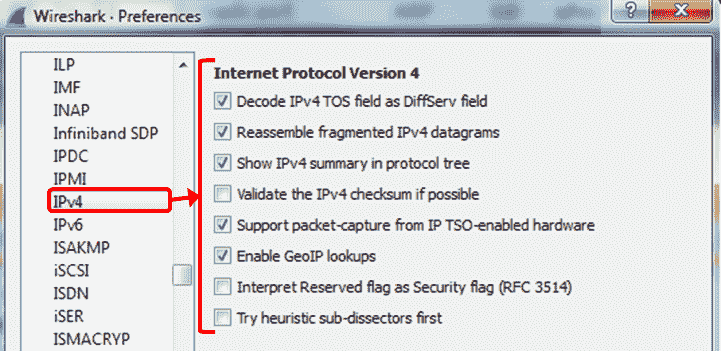 Wireshark · Preferences
?
ILP
IMF
INAP
Infiniband SDP
IPDC
IPMI
IPv4
IPv6
ISAKMP
iSCSI
ISDN
iSER
ISMACRYP
Internet Protocol Version 4
Decode IPv4 TOS field as DiffServ field
Reassemble fragmented IPv4 datagrams
Show IPv4 summary in protocol tree
Validate the IPv4 checksum if possible
Support packet-capture from IP TSO-enabled hardware
Enable GeoIP lookups
Interpret Reserved flag as Security flag (RFC 3514)
Try heuristic sub-dissectors first